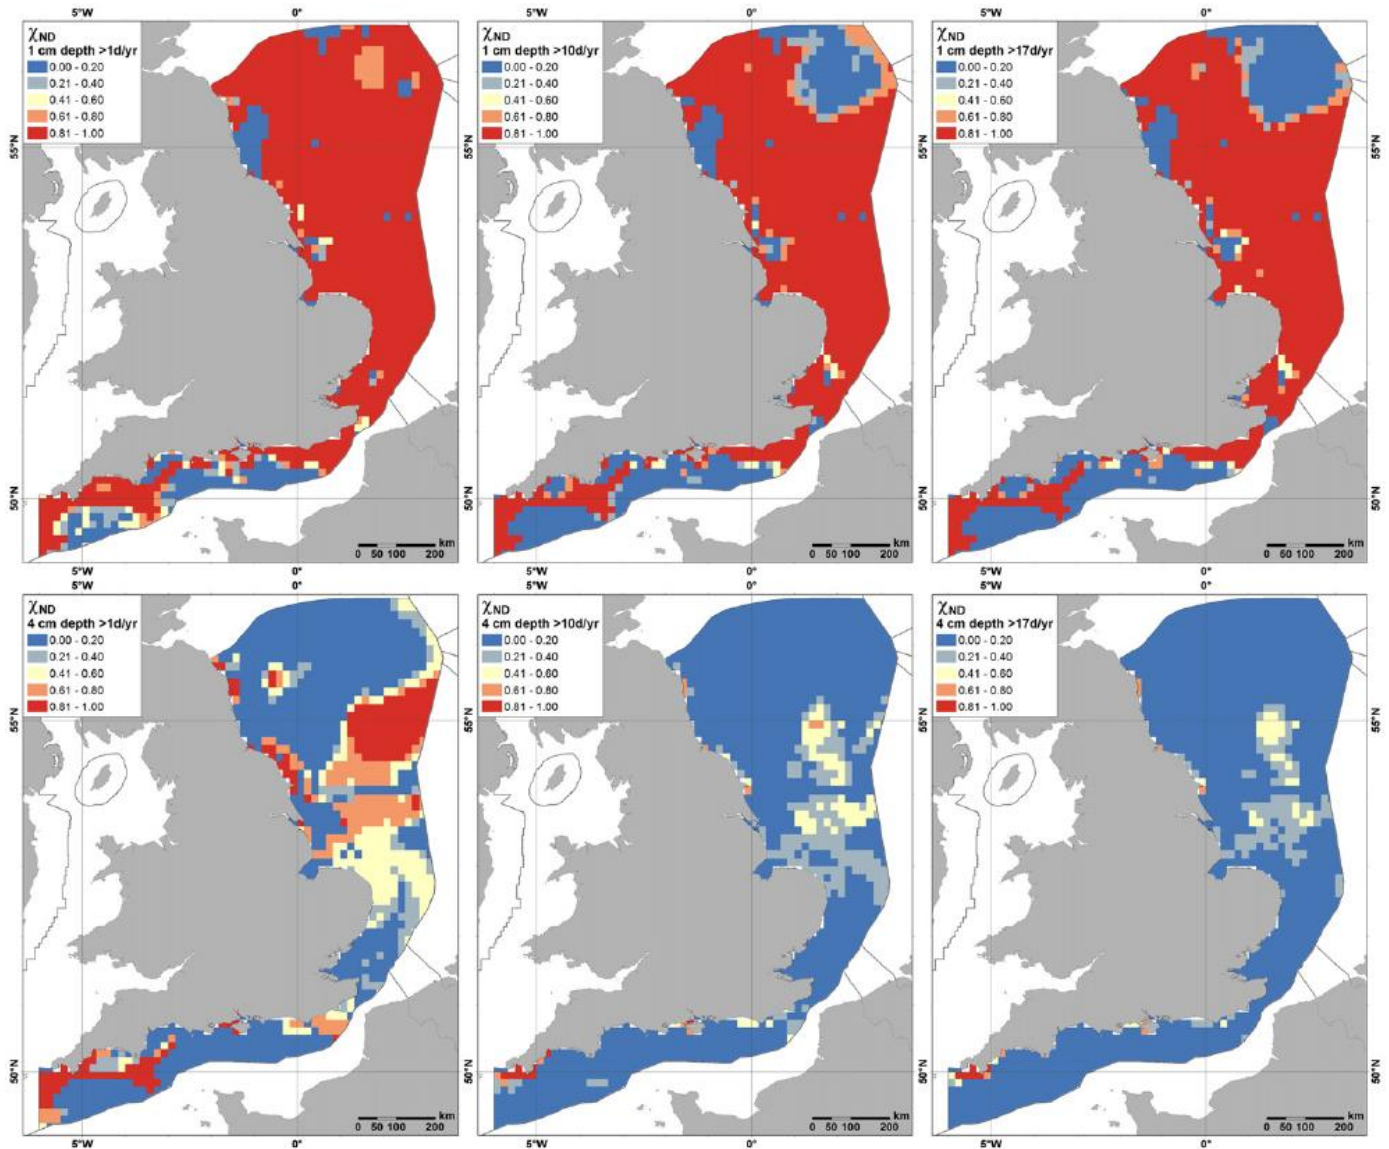 5°W 0°
5°W 0°
5°W 0°
χND
1 cm depth >1d/yr
0.00 - 0.20
0.21 - 0.40
0.41 - 0.60
0.61 - 0.80
0.81 - 1.00
55°N
50°N
km
0 50 100 200
χND
1 cm depth >10d/yr
0.00 - 0.20
0.21 - 0.40
0.41 - 0.60
0.61 - 0.80
0.81 - 1.00
55°N
50°N
km
0 50 100 200
χND
1 cm depth >17d/yr
0.00 - 0.20
0.21 - 0.40
0.41 - 0.60
0.61 - 0.80
0.81 - 1.00
55°N
50°N
km
0 50 100 200
5°W 0°
5°W 0°
5°W 0°
5°W 0°
5°W 0°
5°W 0°
χND
4 cm depth >1d/yr
0.00 - 0.20
0.21 - 0.40
0.41 - 0.60
0.61 - 0.80
0.81 - 1.00
55°N
50°N
km
0 50 100 200
χND
4 cm depth >10d/yr
0.00 - 0.20
0.21 - 0.40
0.41 - 0.60
0.61 - 0.80
0.81 - 1.00
55°N
50°N
km
0 50 100 200
χND
4 cm depth >17d/yr
0.00 - 0.20
0.21 - 0.40
0.41 - 0.60
0.61 - 0.80
0.81 - 1.00
55°N
50°N
km
0 50 100 200
5°W 0°
5°W 0°
5°W 0°